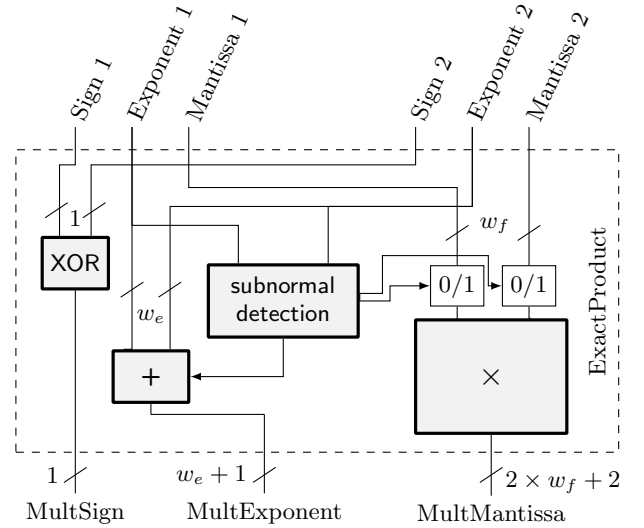 Sign 1
Exponent 1
Mantissa 1
Sign 2
Exponent 2
Mantissa 2
1
w_f
XOR
subnormal
detection
0/1
0/1
w_e
+
×
ExactProduct
1
w_e + 1
2 × w_f + 2
MultSign
MultExponent
MultMantissa